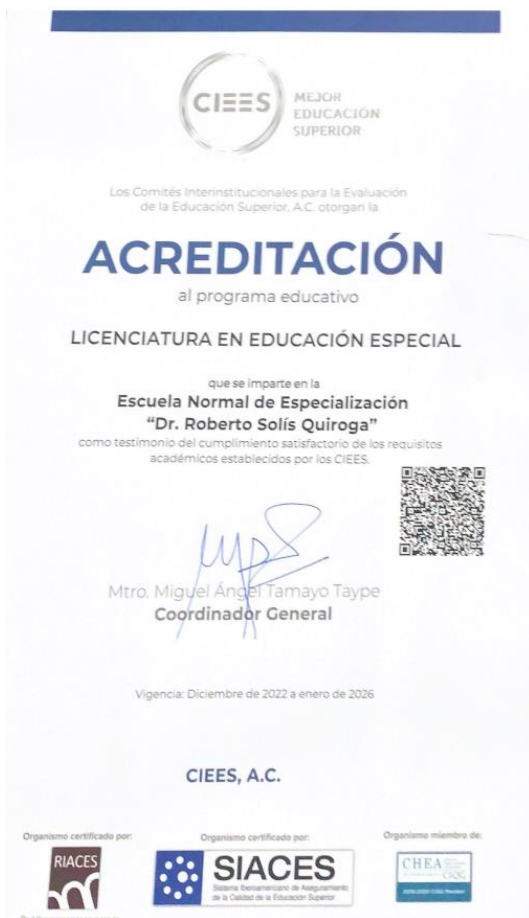 CIEES
MEJOR
EDUCACIÓN
SUPERIOR
Los Comités Interinstitucionales para la Evaluación
de la Educación Superior, A.C. otorgan la
ACREDITACIÓN
al programa educativo
LICENCIATURA EN EDUCACIÓN ESPECIAL
que se imparte en la
Escuela Normal de Especialización
“Dr. Roberto Solís Quiroga”
como testimonio del cumplimiento satisfactorio de los requisitos
académicos establecidos por los CIEES.
Mtro. Miguel Ángel Tamayo Taype
Coordinador General
Vigencia: Diciembre de 2022 a enero de 2026
CIEES, A.C.
Organismo certificado por:
RIACES
Organismo certificado por:
SIACES
Sistema Iberoamericano de Aseguramiento
de la Calidad de la Educación Superior
Organismo miembro de:
CHEA
CIQG